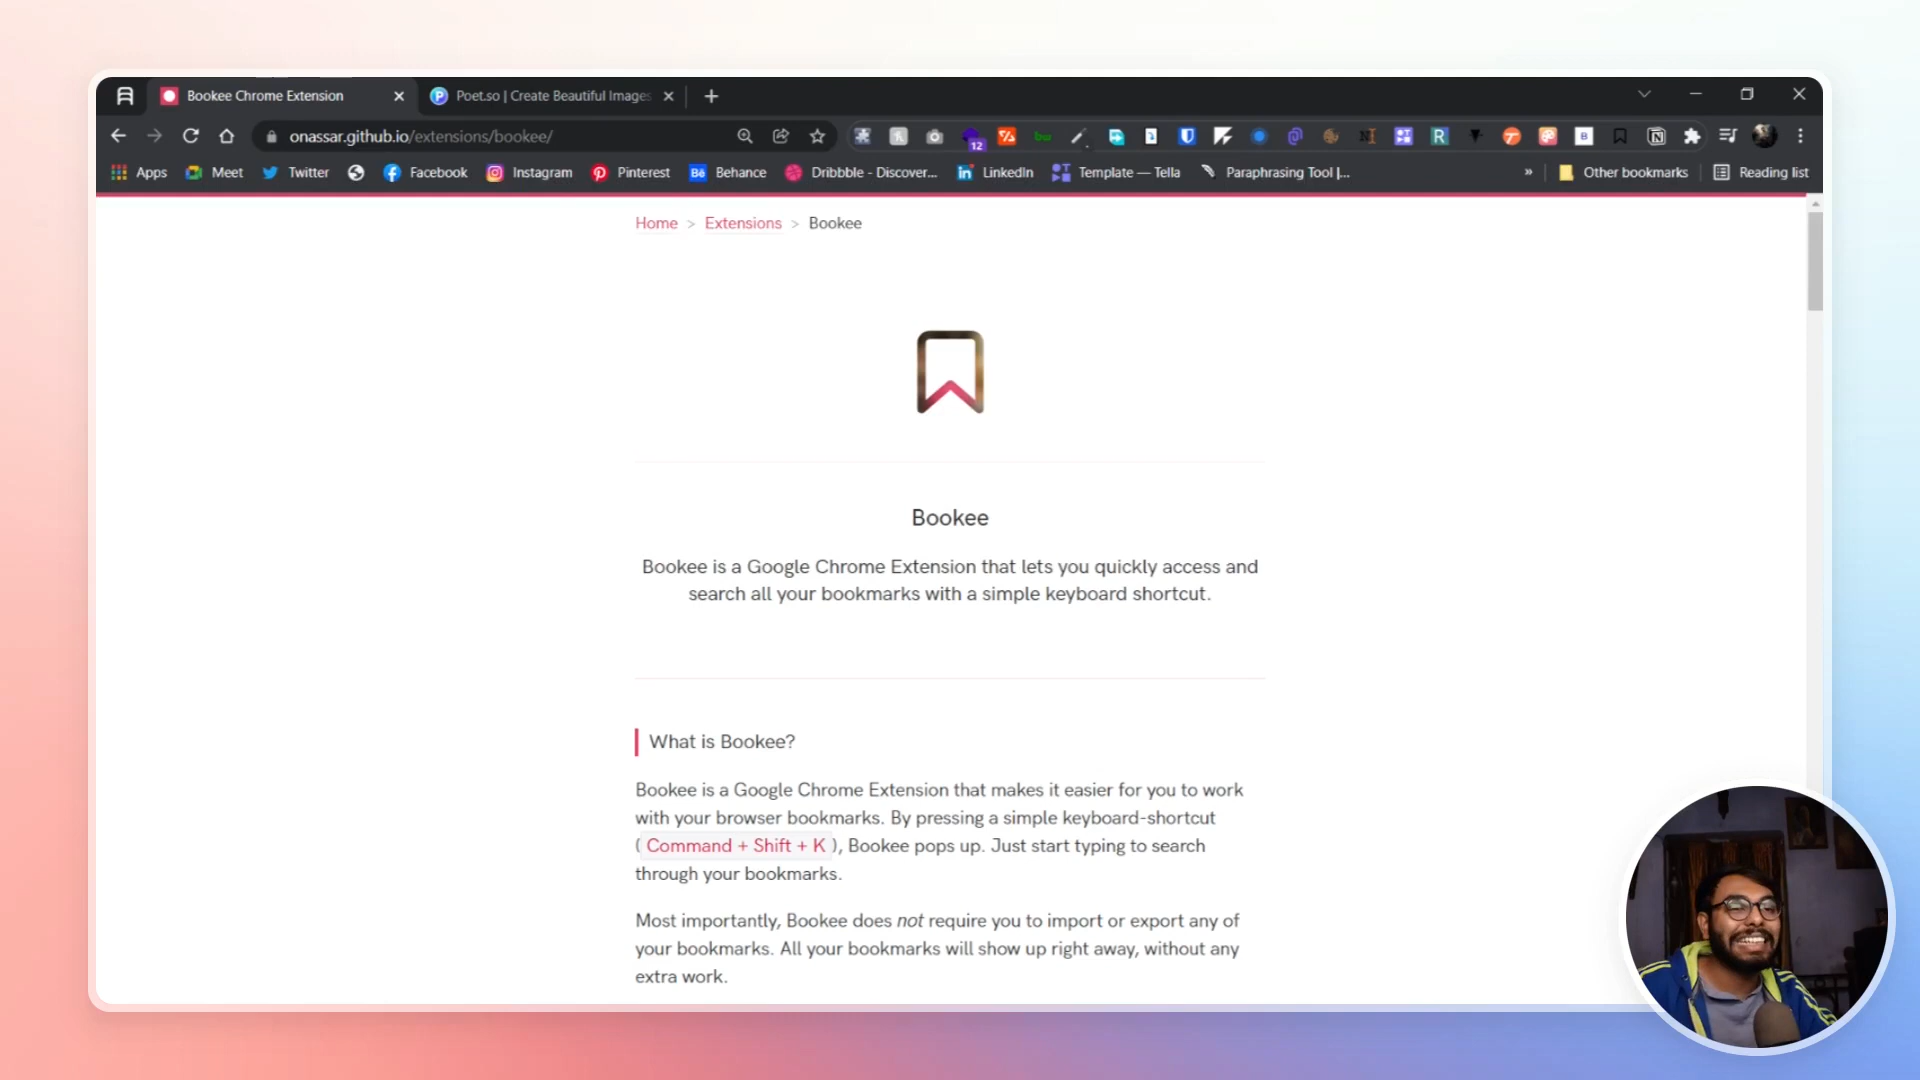 Bookee Chrome Extension
Poet.so | Create Beautiful Images
onassar.github.io/extensions/bookee/
12
Apps Meet Twitter Facebook Instagram Pinterest Behance Dribbble - Discover... LinkedIn Template — Tella Paraphrasing Tool |... » Other bookmarks Reading list
Home > Extensions > Bookee
Bookee
Bookee is a Google Chrome Extension that lets you quickly access and
search all your bookmarks with a simple keyboard shortcut.
What is Bookee?
Bookee is a Google Chrome Extension that makes it easier for you to work
with your browser bookmarks. By pressing a simple keyboard-shortcut
( Command + Shift + K ), Bookee pops up. Just start typing to search
through your bookmarks.
Most importantly, Bookee does not require you to import or export any of
your bookmarks. All your bookmarks will show up right away, without any
extra work.